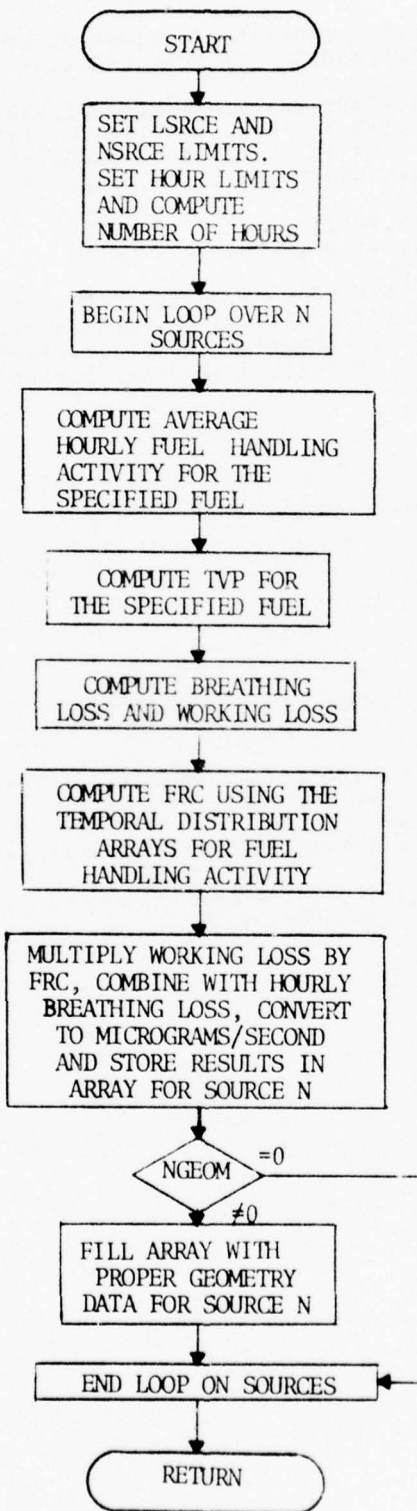 START
SET LSRCE AND
NSRCE LIMITS.
SET HOUR LIMITS
AND COMPUTE
NUMBER OF HOURS
BEGIN LOOP OVER N
SOURCES
COMPUTE AVERAGE
HOURLY FUEL HANDLING
ACTIVITY FOR THE
SPECIFIED FUEL
COMPUTE TVP FOR
THE SPECIFIED FUEL
COMPUTE BREATHING
LOSS AND WORKING LOSS
COMPUTE FRC USING THE
TEMPORAL DISTRIBUTION
ARRAYS FOR FUEL
HANDLING ACTIVITY
MULTIPLY WORKING LOSS BY
FRC, COMBINE WITH HOURLY
BREATHING LOSS, CONVERT
TO MICROGRAMS/SECOND
AND STORE RESULTS IN
ARRAY FOR SOURCE N
NGEOM =0
≠0
FILL ARRAY WITH
PROPER GEOMETRY
DATA FOR SOURCE N
END LOOP ON SOURCES
RETURN